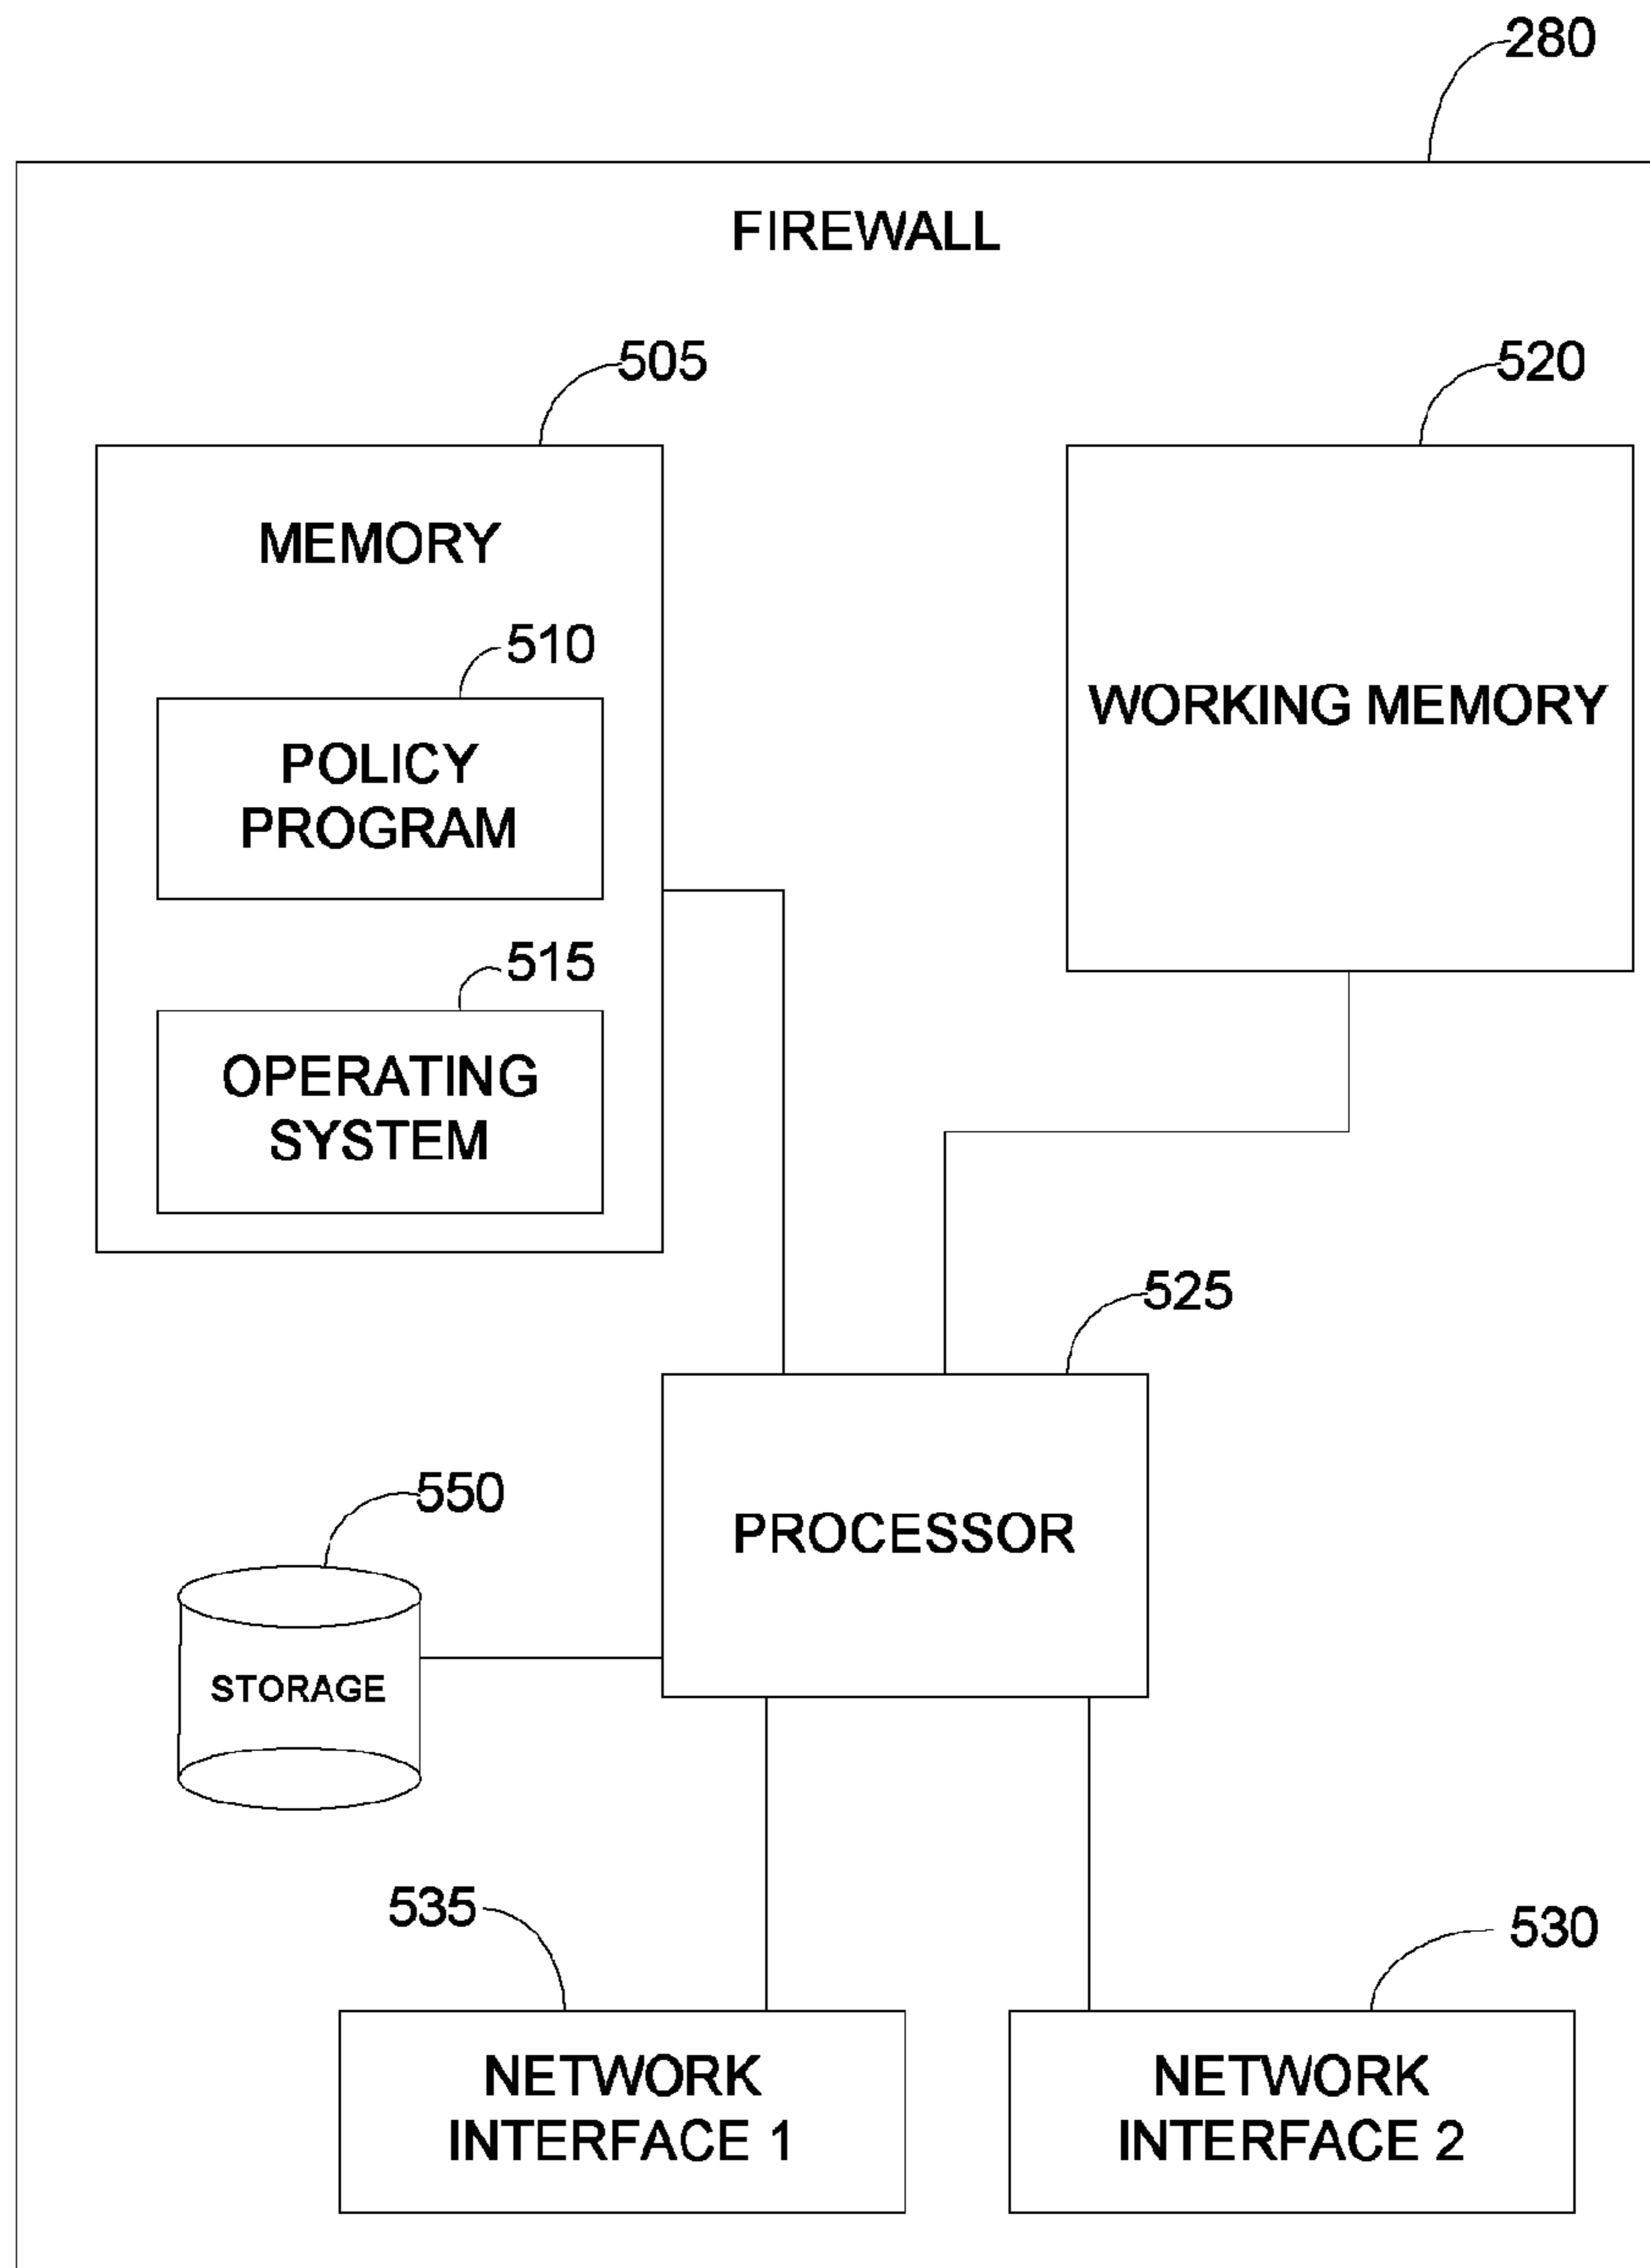 280
FIREWALL
505
520
MEMORY
510
POLICY
PROGRAM
WORKING MEMORY
515
OPERATING
SYSTEM
525
550
PROCESSOR
STORAGE
535
530
NETWORK
INTERFACE 1
NETWORK
INTERFACE 2